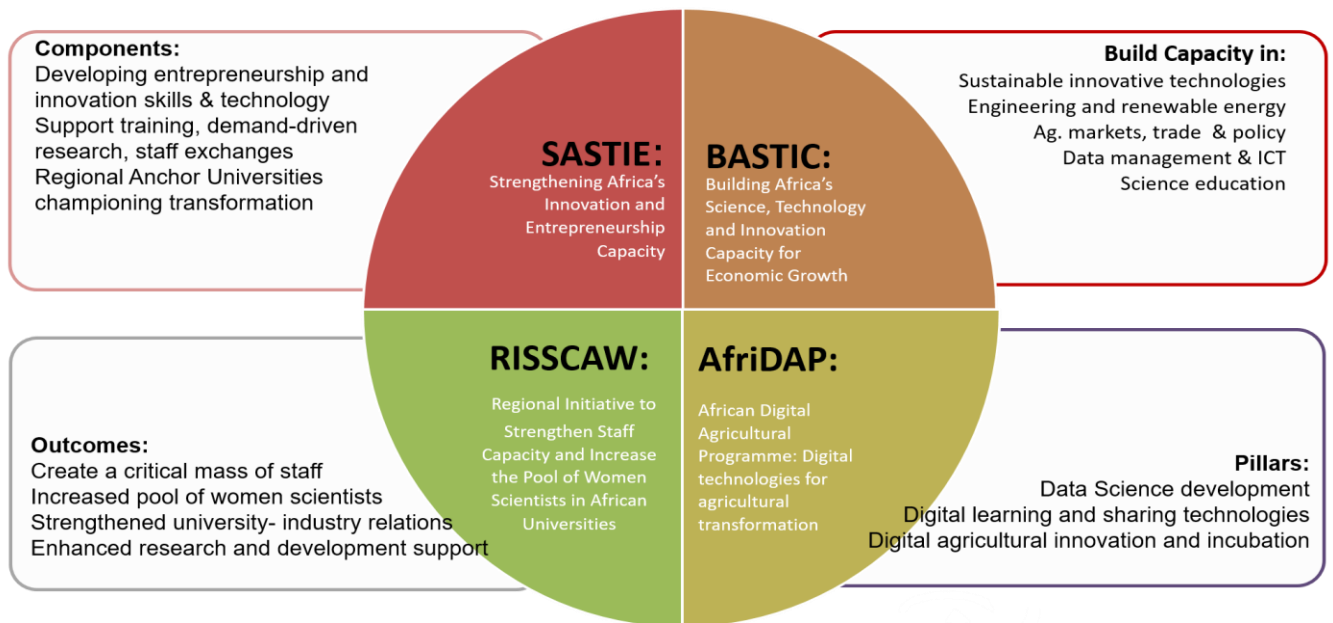 Components:
Developing entrepreneurship and
innovation skills & technology
Support training, demand-driven
research, staff exchanges
Regional Anchor Universities
championing transformation
SASTIE:
Strengthening Africa's
Innovation and
Entrepreneurship
Capacity
BASTIC:
Building Africa's
Science, Technology
and Innovation
Capacity for
Economic Growth
Build Capacity in:
Sustainable innovative technologies
Engineering and renewable energy
Ag. markets, trade & policy
Data management & ICT
Science education
Outcomes:
Create a critical mass of staff
Increased pool of women scientists
Strengthened university- industry relations
Enhanced research and development support
RISSCAW:
Regional Initiative to
Strengthen Staff
Capacity and Increase
the Pool of Women
Scientists in African
Universities
AfriDAP:
African Digital
Agricultural
Programme: Digital
technologies for
agricultural
transformation
Pillars:
Data Science development
Digital learning and sharing technologies
Digital agricultural innovation and incubation